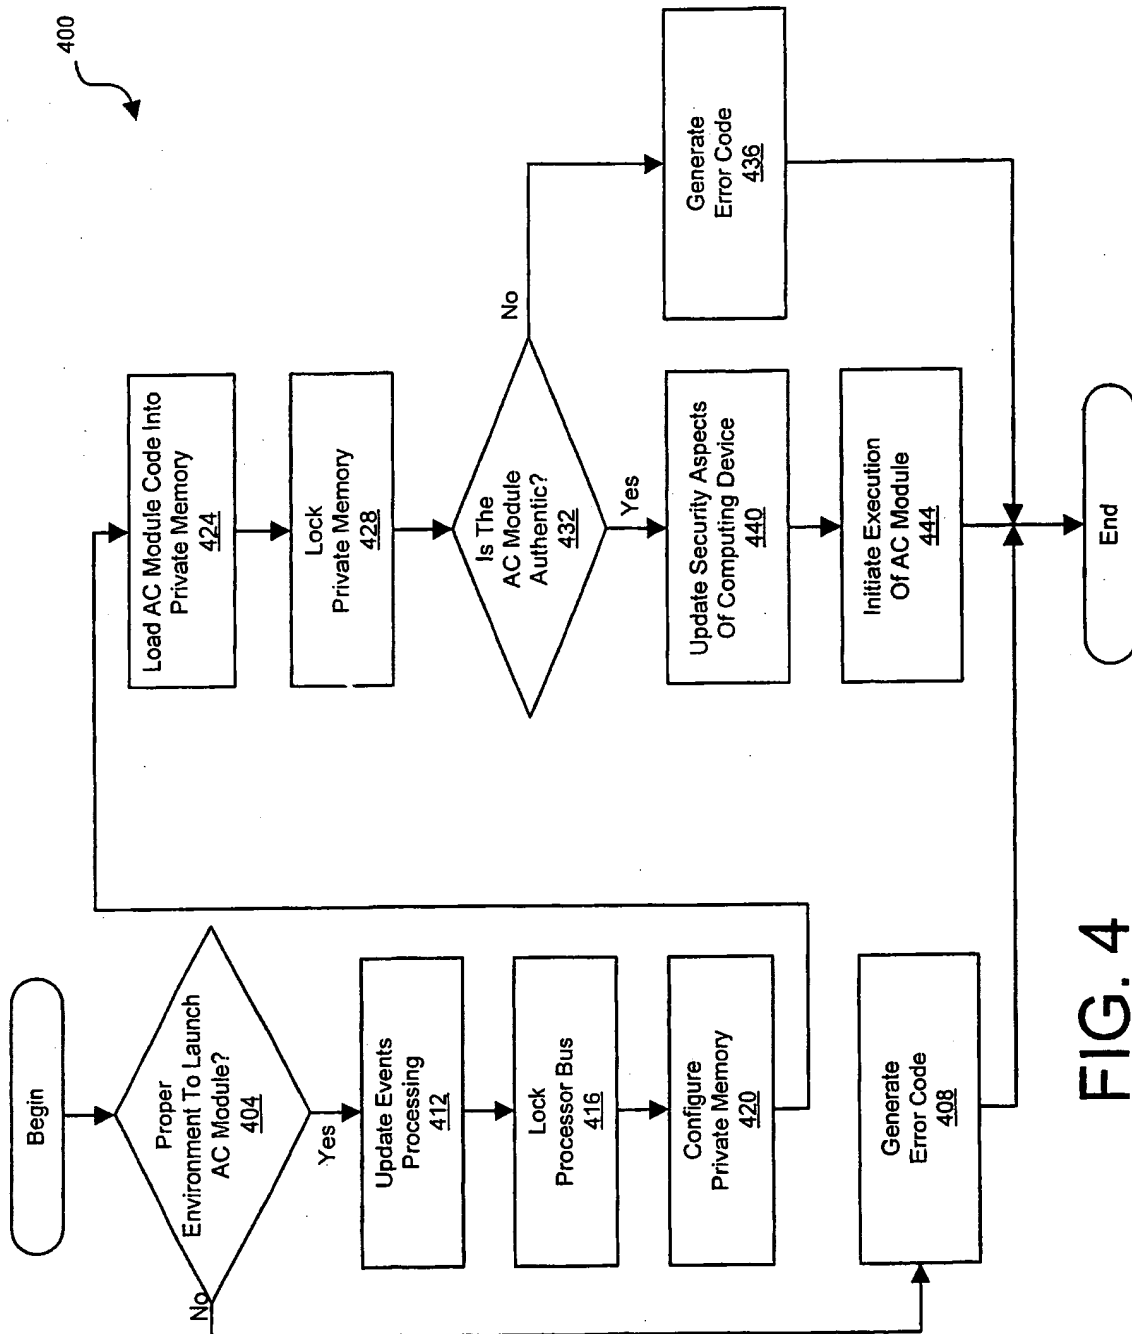 400
Begin
Proper
Environment To Launch
AC Module?
404
No
Yes
Update Events
Processing
412
Lock
Processor Bus
416
Configure
Private Memory
420
Generate
Error Code
408
Load AC Module Code Into
Private Memory
424
Lock
Private Memory
428
Is The
AC Module
Authentic?
432
No
Yes
Generate
Error Code
436
Update Security Aspects
Of Computing Device
440
Initiate Execution
Of AC Module
444
End
FIG. 4